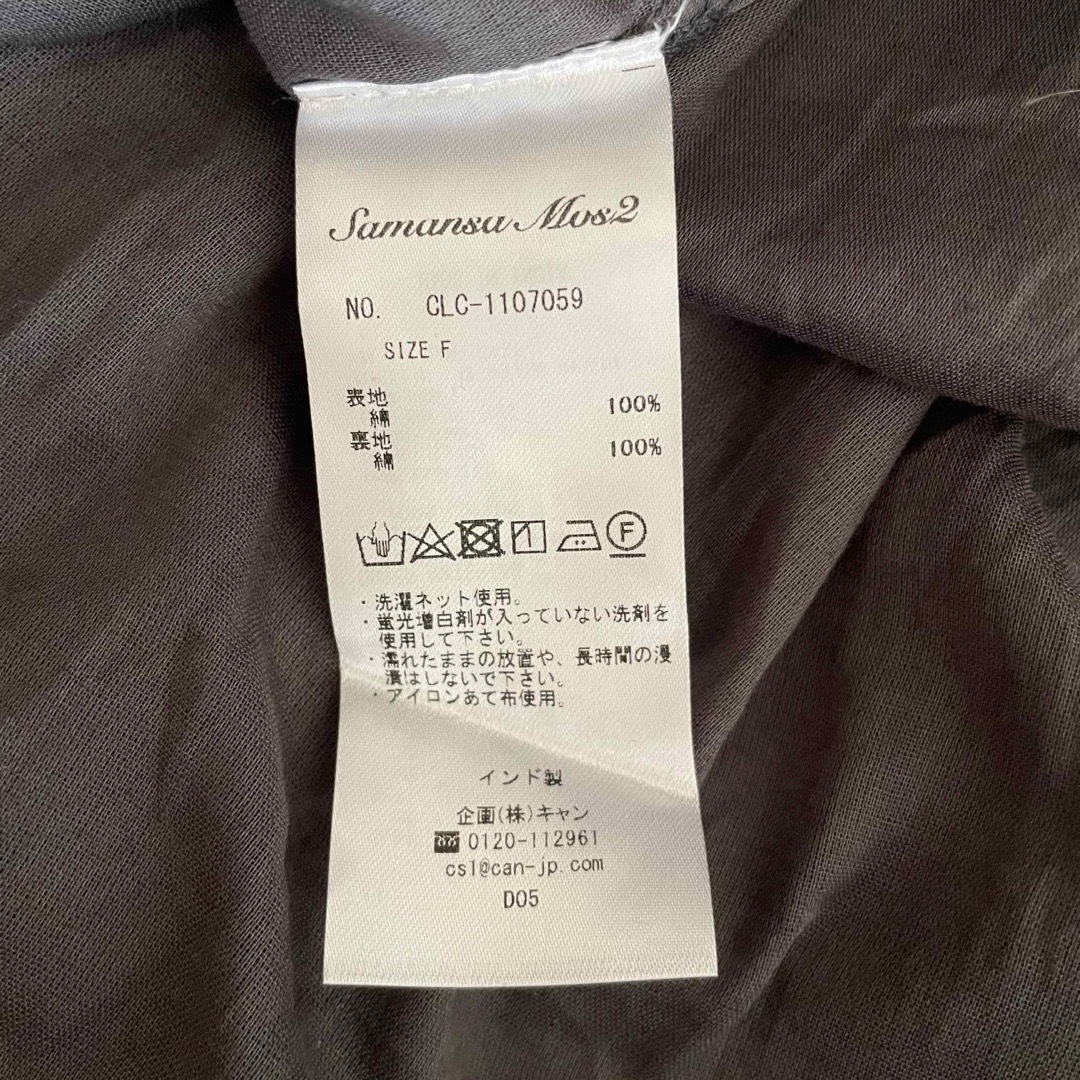 Samansa Mos2
NO. CLC-1107059
SIZE F
表地
綿 100%
裏地
綿 100%
F
・洗濯ネット使用。
・蛍光増白剤が入っていない洗剤を
使用して下さい。
・濡れたままの放置や、長時間の浸
漬はしないで下さい。
・アイロンあて布使用。
インド製
企画(株)キャン
0120-112961
cs1@can-jp.com
D05